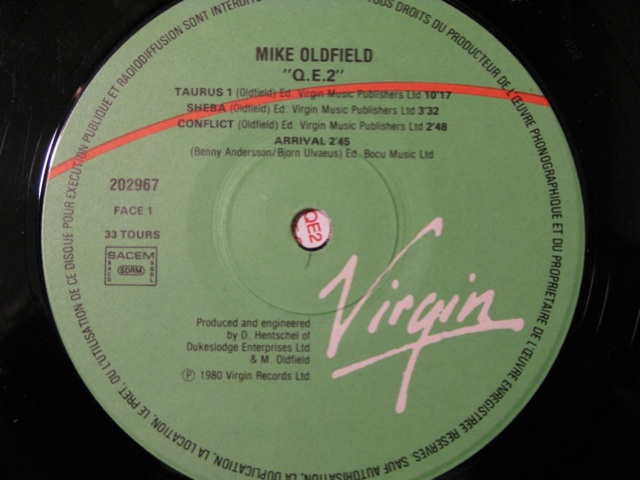 MIKE OLDFIELD
"Q.E.2"
TAURUS 1 (Oldfield) Ed. Virgin Music Publishers Ltd 10'17
SHEBA (Oldfield) Ed. Virgin Music Publishers Ltd 3'32
CONFLICT (Oldfield) Ed. Virgin Music Publishers Ltd 2'48
ARRIVAL 2'45
(Benny Andersson/Bjorn Ulvaeus) Ed. Bocu Music Ltd
202967
FACE 1
33 TOURS
SACEM
SACD SDRM SGDL
QE2
Virgin
Produced and engineered
by D. Hentschel of
Dukeslodge Enterprises Ltd
& M. Oldfield
Ⓟ 1980 Virgin Records Ltd
TOUS DROITS DU PRODUCTEUR DE L'ŒUVRE PHONOGRAPHIQUE ET DU PROPRIETAIRE DE L'ŒUVRE ENREGISTREE RESERVES. SAUF AUTORISATION, LA DUPLICATION, LA LOCATION, LE PRET, OU L'UTILISATION DE CE DISQUE POUR EXECUTION PUBLIQUE ET RADIODIFFUSION SONT INTERDITS